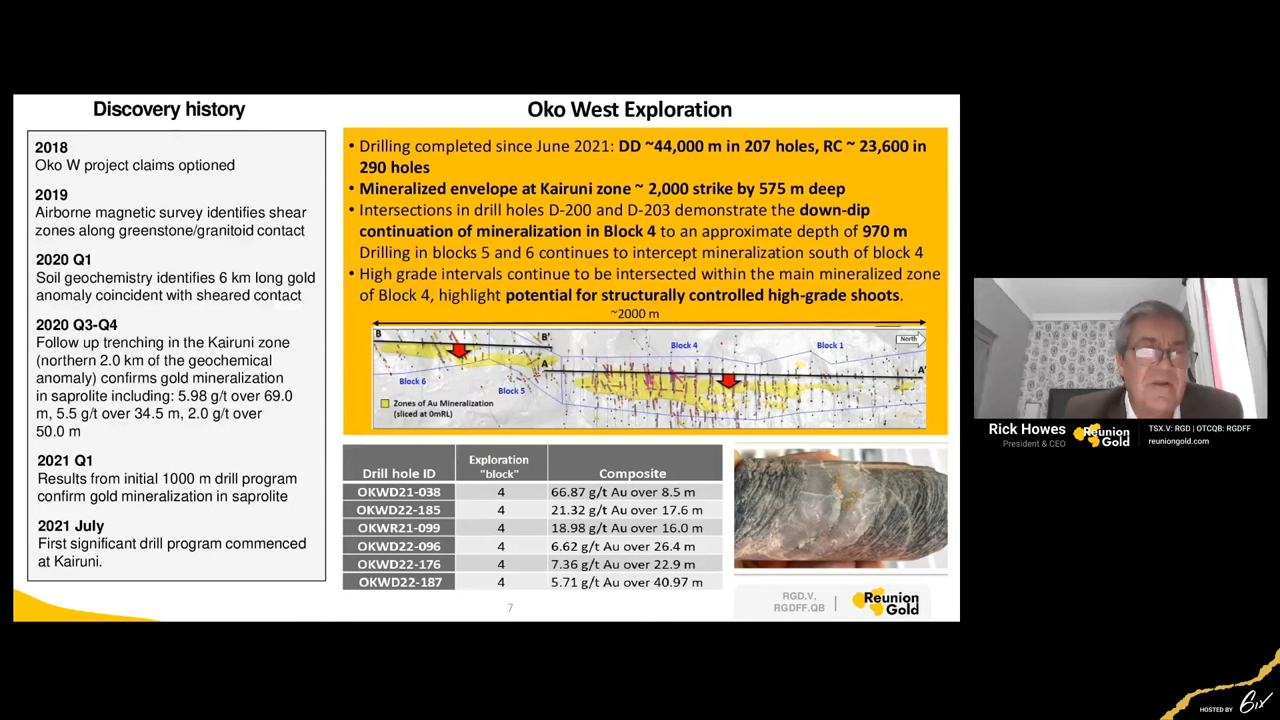 Discovery history
2018
Oko W project claims optioned
2019
Airborne magnetic survey identifies shear
zones along greenstone/granitoid contact
2020 Q1
Soil geochemistry identifies 6 km long gold
anomaly coincident with sheared contact
2020 Q3-Q4
Follow up trenching in the Kairuni zone
(northern 2.0 km of the geochemical
anomaly) confirms gold mineralization
in saprolite including: 5.98 g/t over 69.0
m, 5.5 g/t over 34.5 m, 2.0 g/t over
50.0 m
2021 Q1
Results from initial 1000 m drill program
confirm gold mineralization in saprolite
2021 July
First significant drill program commenced
at Kairuni.
Oko West Exploration
• Drilling completed since June 2021: DD ~44,000 m in 207 holes, RC ~ 23,600 in
290 holes
• Mineralized envelope at Kairuni zone ~ 2,000 strike by 575 m deep
• Intersections in drill holes D-200 and D-203 demonstrate the down-dip
continuation of mineralization in Block 4 to an approximate depth of 970 m
Drilling in blocks 5 and 6 continues to intercept mineralization south of block 4
• High grade intervals continue to be intersected within the main mineralized zone
of Block 4, highlight potential for structurally controlled high-grade shoots.
~2000 m
B
B'
Block 4
Block 1
North
A
A'
Block 6
Block 5
Zones of Au Mineralization
(sliced at 0mRL)
Drill hole ID Exploration "block" Composite
OKWD21-038 4 66.87 g/t Au over 8.5 m
OKWD22-185 4 21.32 g/t Au over 17.6 m
OKWR21-099 4 18.98 g/t Au over 16.0 m
OKWD22-096 4 6.62 g/t Au over 26.4 m
OKWD22-176 4 7.36 g/t Au over 22.9 m
OKWD22-187 4 5.71 g/t Au over 40.97 m
7
RGD.V,
RGDFF.QB
Reunion
Gold
Rick Howes
President & CEO
Reunion
Gold
TSX.V: RGD | OTCQB: RGDFF
reuniongold.com
HOSTED BY 6ix